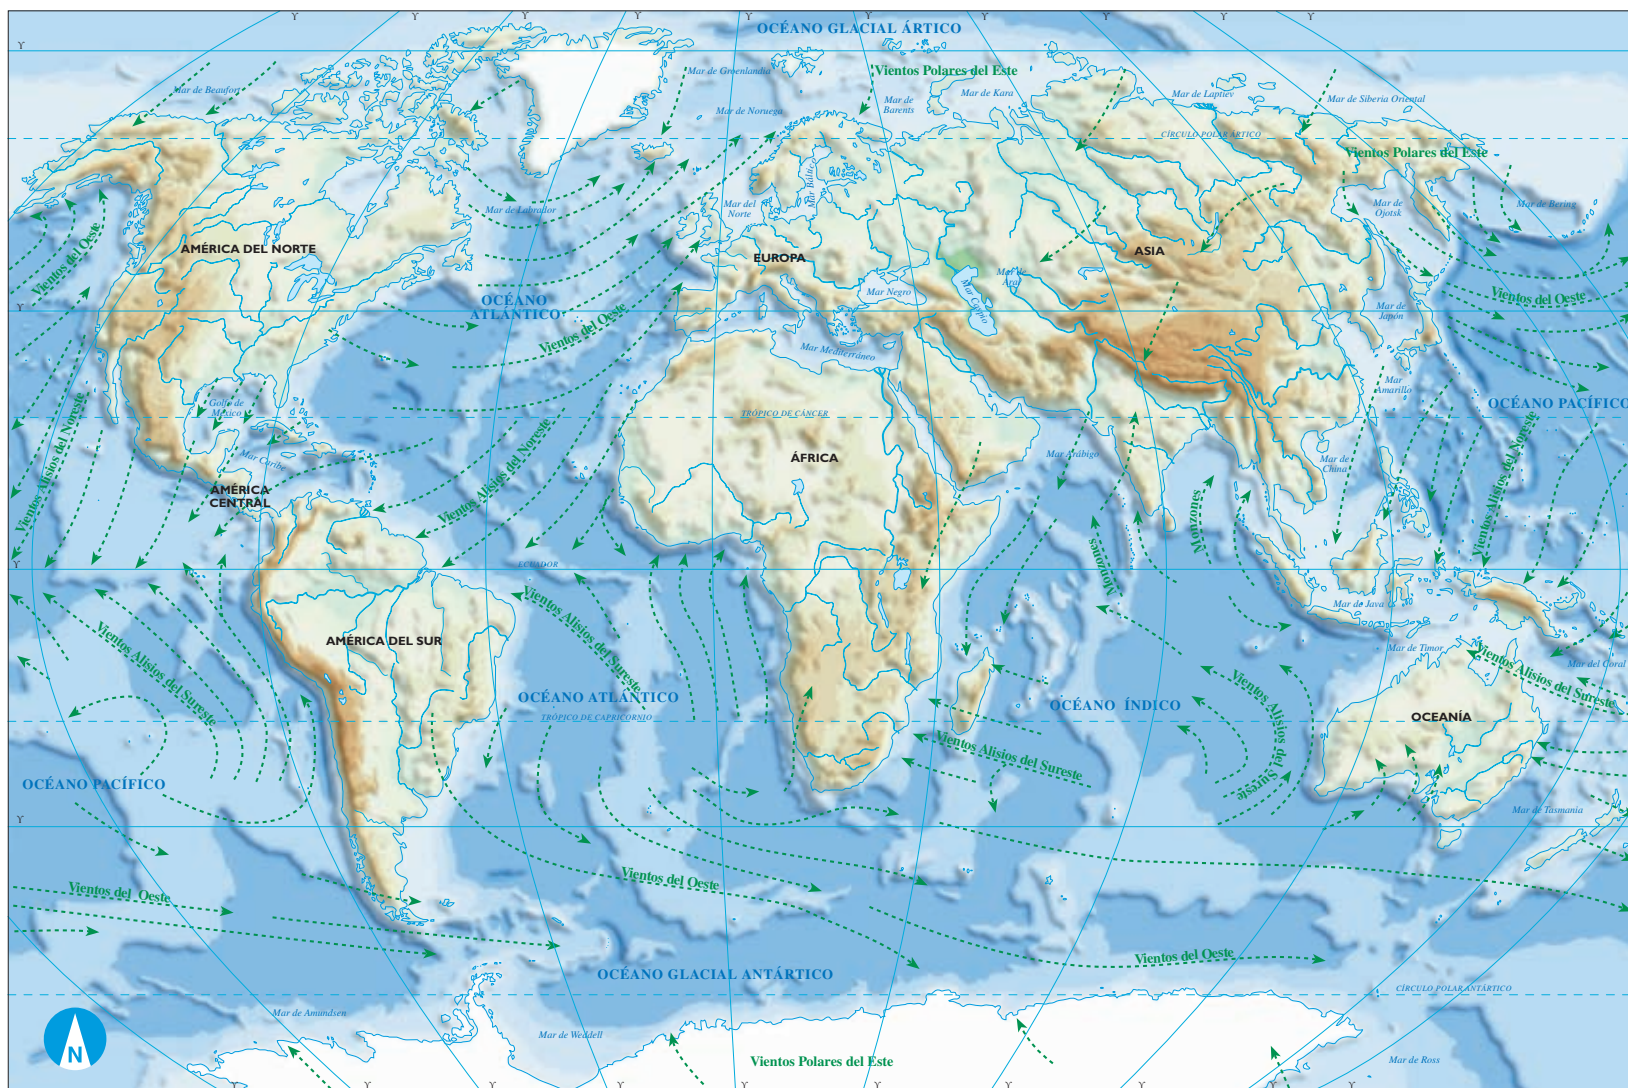 OCÉANO GLACIAL ÁRTICO
Mar de Groenlandia
Vientos Polares del Este
Mar de Beaufort
Mar de Kara
Mar de Laptiev
Mar de Siberia Oriental
Mar de
Barents
Mar de Noruega
CÍRCULO POLAR ÁRTICO
Vientos Polares del Este
Mar Báltico
Mar de Labrador
Mar del
Norte
Mar de
Ojotsk
Mar de Bering
Vientos del Oeste
AMÉRICA DEL NORTE
EUROPA
ASIA
Mar de
Aral
Mar Negro
Mar Caspio
OCÉANO
ATLÁNTICO
Vientos del Oeste
Vientos del Oeste
Mar de
Japón
Mar Mediterráneo
Mar
Amarillo
Golfo de
México
TRÓPICO DE CÁNCER
OCÉANO PACÍFICO
Vientos Alisios del Noreste
Vientos Alisios del Noreste
Vientos Alisios del Noreste
Mar Caribe
ÁFRICA
Mar Arábigo
Mar de
China
AMÉRICA
CENTRAL
Monzones
Monzones
ECUADOR
Mar de Java
AMÉRICA DEL SUR
Vientos Alisios del Sureste
Vientos Alisios del Sureste
Mar de Timor
Mar del Coral
Vientos Alisios del Sureste
OCÉANO ATLÁNTICO
OCÉANO ÍNDICO
TRÓPICO DE CAPRICORNIO
OCEANÍA
Vientos Alisios del Sureste
Vientos Alisios del Sureste
OCÉANO PACÍFICO
Mar de Tasmania
Vientos del Oeste
Vientos del Oeste
Vientos del Oeste
OCÉANO GLACIAL ANTÁRTICO
CÍRCULO POLAR ANTÁRTICO
Mar de Amundsen
Mar de Weddell
N
Vientos Polares del Este
Mar de Ross